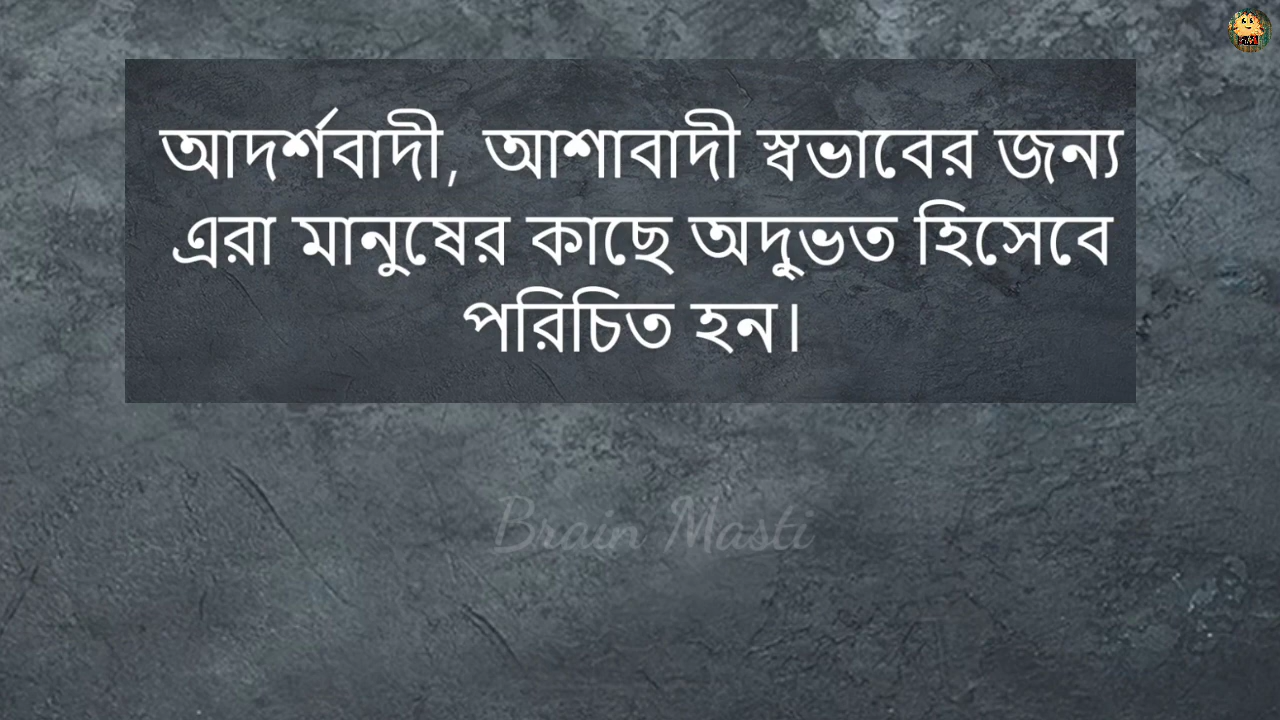 আদর্শবাদী, আশাবাদী স্বভাবের জন্য
এরা মানুষের কাছে অদ্ভুত হিসেবে
পরিচিত হন।
Brain Masti